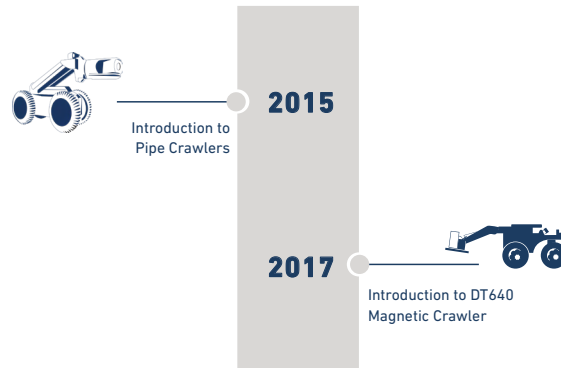 2015
Introduction to
Pipe Crawlers
2017
Introduction to DT640
Magnetic Crawler